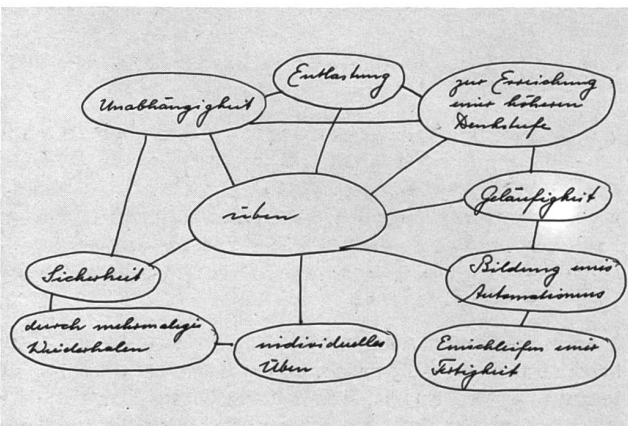 Entlastung
Unabhängigkeit
zur Erreichung
einer höheren
Denkstufe
üben
Geläufigkeit
Sicherheit
Bildung eines
Automatismus
durch mehrmaliges
Wiederholen
individuelles
Üben
Einschleifen einer
Fertigkeit